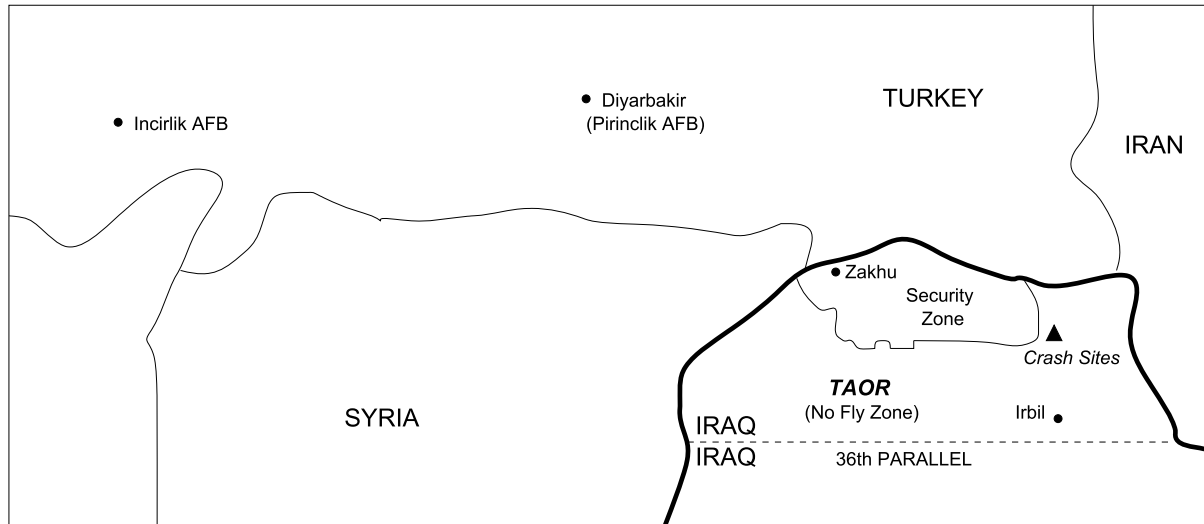 TURKEY
Diyarbakir
(Pirinclik AFB)
Incirlik AFB
IRAN
Zakhu
Security
Zone
Crash Sites
TAOR
(No Fly Zone)
SYRIA
Irbil
IRAQ
IRAQ
36th PARALLEL